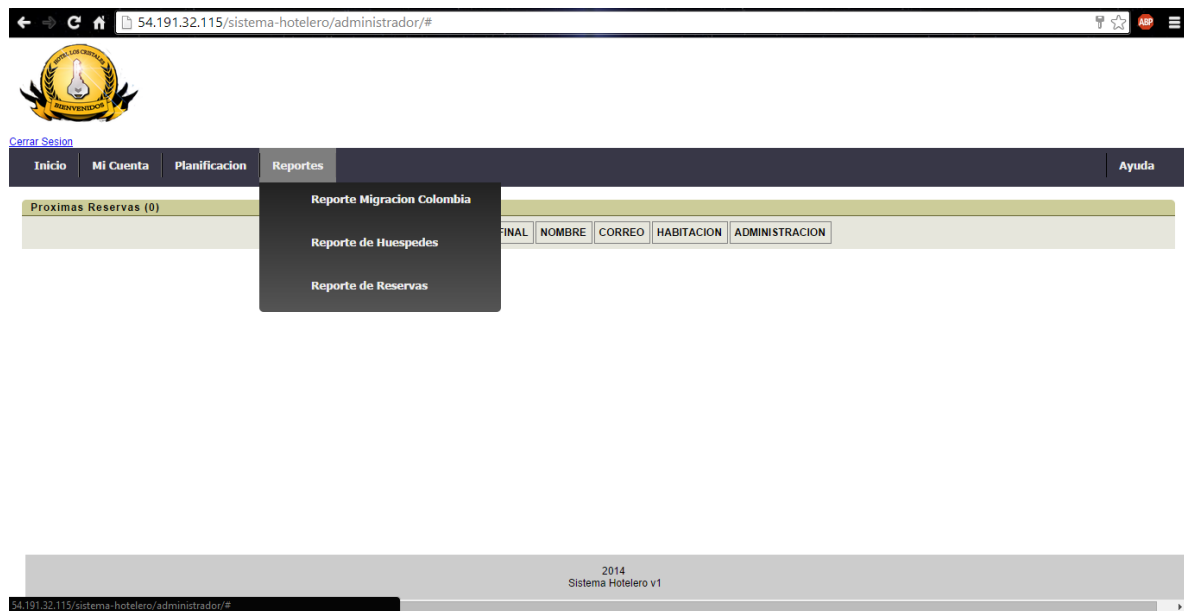 54.191.32.115/sistema-hotelero/administrador/#
ABP
HOTEL LOS CRISTALES
BIENVENIDOS
Cerrar Sesion
Inicio Mi Cuenta Planificacion Reportes Ayuda
Reporte Migracion Colombia
Reporte de Huespedes
Reporte de Reservas
Proximas Reservas (0)
FINAL NOMBRE CORREO HABITACION ADMINISTRACION
2014
Sistema Hotelero v1
54.191.32.115/sistema-hotelero/administrador/#